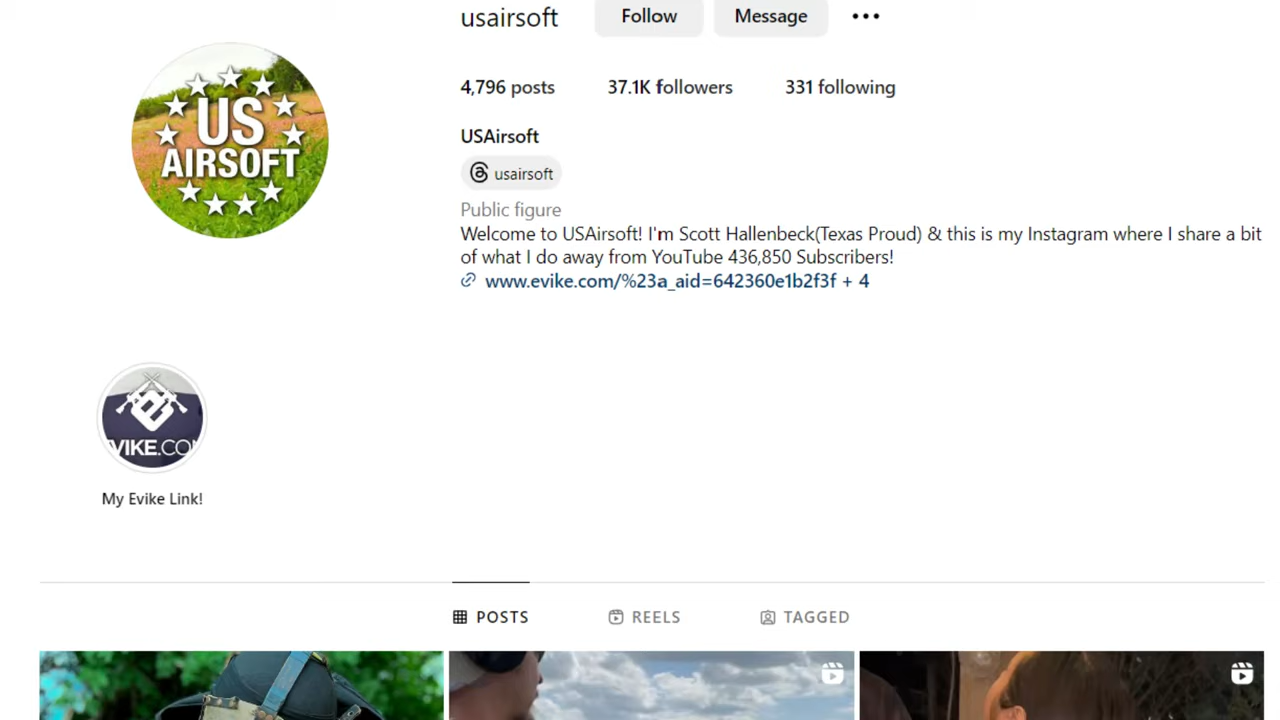 usairsoft Follow Message •••
4,796 posts 37.1K followers 331 following
US
AIRSOFT
USAirsoft
usairsoft
Public figure
Welcome to USAirsoft! I'm Scott Hallenbeck(Texas Proud) & this is my Instagram where I share a bit
of what I do away from YouTube 436,850 Subscribers!
www.evike.com/%23a_aid=642360e1b2f3f + 4
EVIKE.COM
My Evike Link!
POSTS REELS TAGGED